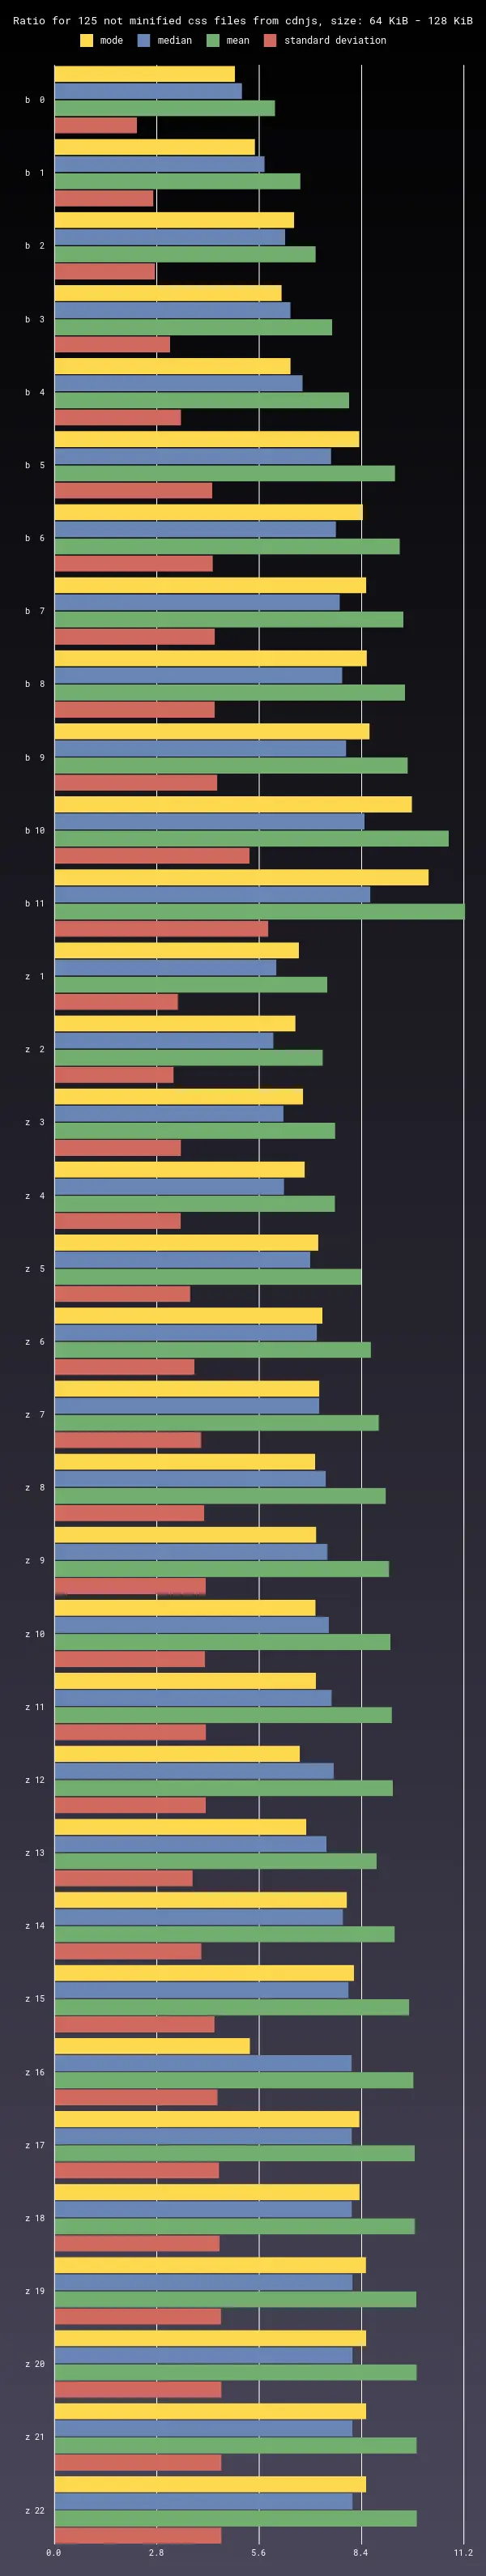 Ratio for 125 not minified css files from cdnjs, size: 64 KiB - 128 KiB
mode median mean standard deviation
b 0
b 1
b 2
b 3
b 4
b 5
b 6
b 7
b 8
b 9
b 10
b 11
z 1
z 2
z 3
z 4
z 5
z 6
z 7
z 8
z 9
z 10
z 11
z 12
z 13
z 14
z 15
z 16
z 17
z 18
z 19
z 20
z 21
z 22
0.0 2.8 5.6 8.4 11.2